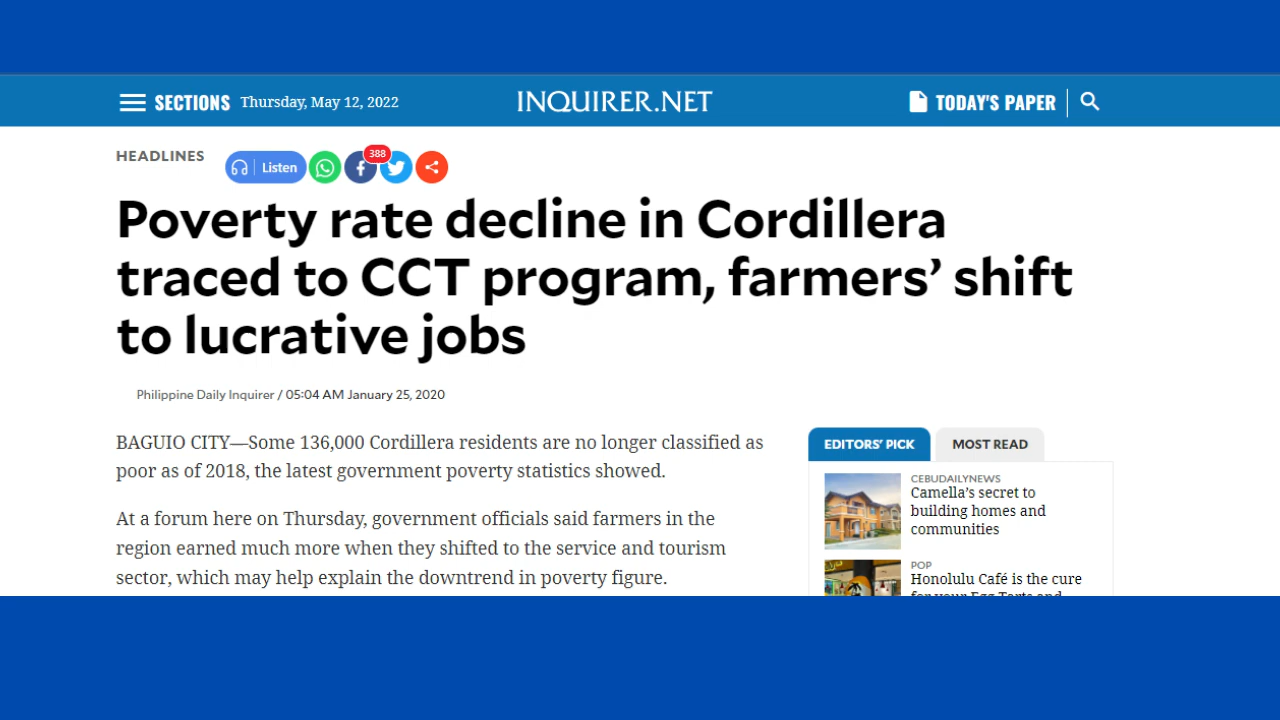 SECTIONS Thursday, May 12, 2022 INQUIRER.NET TODAY'S PAPER
HEADLINES
Listen 388
Poverty rate decline in Cordillera
traced to CCT program, farmers’ shift
to lucrative jobs
Philippine Daily Inquirer / 05:04 AM January 25, 2020
BAGUIO CITY—Some 136,000 Cordillera residents are no longer classified as
poor as of 2018, the latest government poverty statistics showed.
At a forum here on Thursday, government officials said farmers in the
region earned much more when they shifted to the service and tourism
sector, which may help explain the downtrend in poverty figure.
EDITORS' PICK MOST READ
CEBUDAILYNEWS
Camella’s secret to
building homes and
communities
POP
Honolulu Café is the cure
for your Egg Tarts and